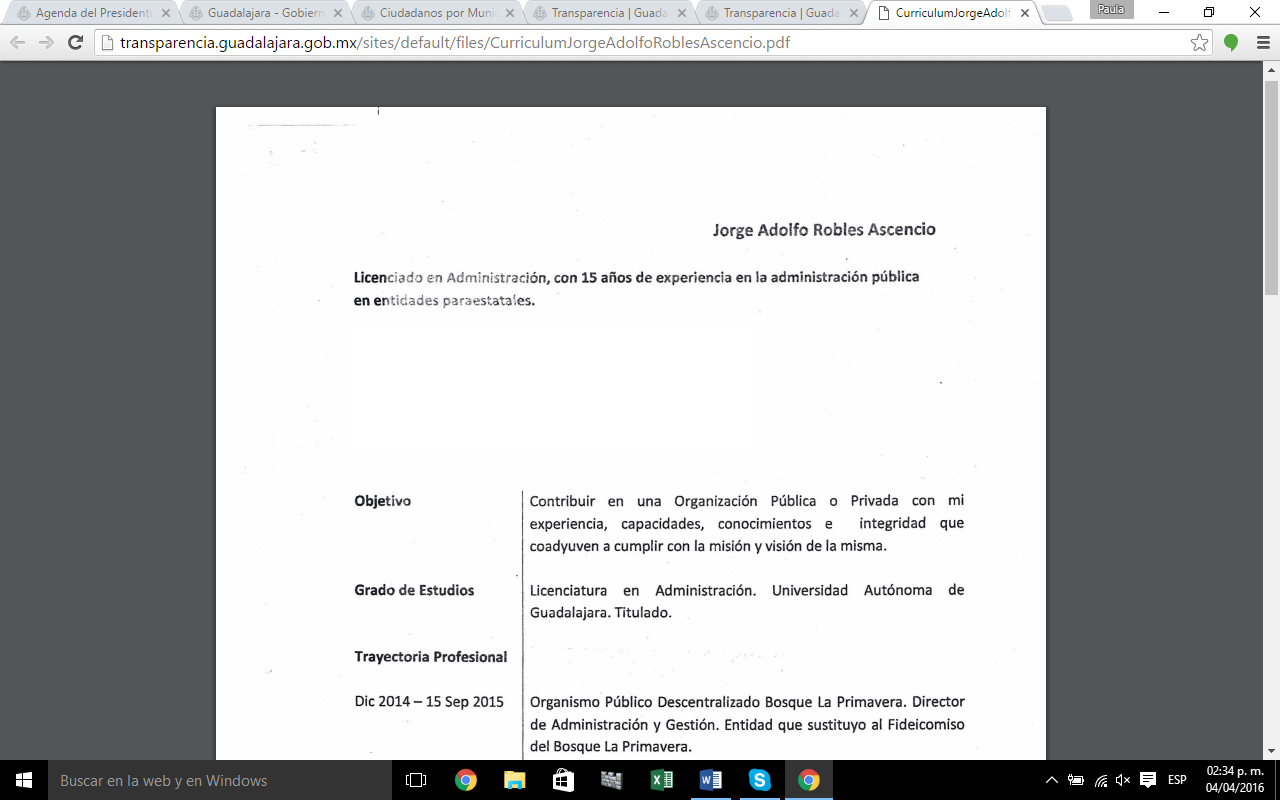 Agenda del Presidente
Guadalajara - Gobiern
Ciudadanos por Muni
Transparencia | Guada
Transparencia | Guada
CurriculumJorgeAdolf
Paula
transparencia.guadalajara.gob.mx/sites/default/files/CurriculumJorgeAdolfoRoblesAscencio.pdf
Jorge Adolfo Robles Ascencio
Licenciado en Administración, con 15 años de experiencia en la administración pública
en entidades paraestatales.
Objetivo
Contribuir en una Organización Pública o Privada con mi
experiencia, capacidades, conocimientos e integridad que
coadyuven a cumplir con la misión y visión de la misma.
Grado de Estudios
Licenciatura en Administración. Universidad Autónoma de
Guadalajara. Titulado.
Trayectoria Profesional
Dic 2014 – 15 Sep 2015
Organismo Público Descentralizado Bosque La Primavera. Director
de Administración y Gestión. Entidad que sustituyo al Fideicomiso
del Bosque La Primavera.
Buscar en la web y en Windows
ESP
02:34 p. m.
04/04/2016